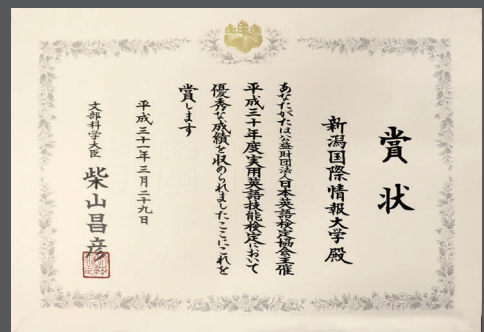 賞状
新潟国際情報大学殿
あなたがたは公益財団法人日本英語検定協会主催
平成三十年度実用英語技能検定において
優秀な成績を収められましたここにこれを
賞します
平成三十一年三月二十九日
文部科学大臣 柴山昌彦